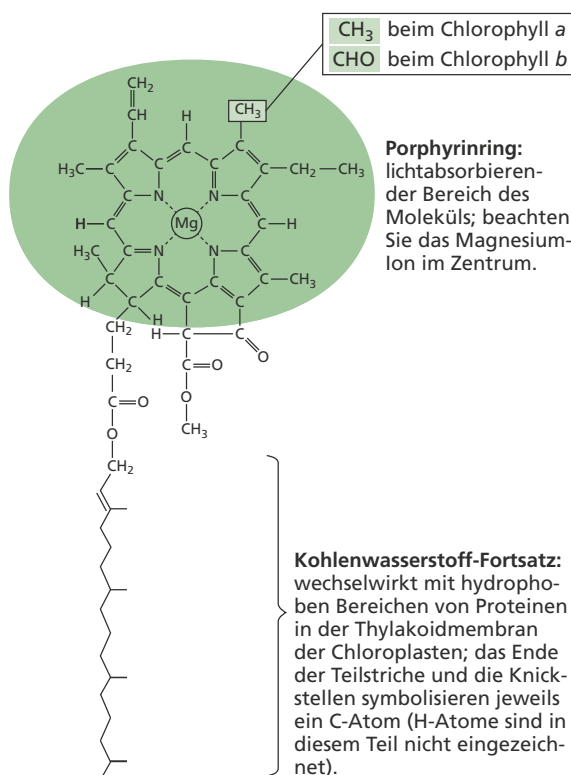 CH3 beim Chlorophyll a
CHO beim Chlorophyll b
CH2
CH
H
CH3
H3C
C
C
C
C
C
C
CH2
CH3
C
C
C
C
C
N
N
H
C
Mg
C
H
H3C
C
N
N
C
C
C
C
C
C
C
CH3
H
C
H
C
C
C
CH2
H
C
C
O
CH2
C
O
O
C
O
CH3
O
CH2
Porphyrinring:
lichtabsorbieren-
der Bereich des
Moleküls; beachten
Sie das Magnesium-
Ion im Zentrum.
Kohlenwasserstoff-Fortsatz:
wechselwirkt mit hydropho-
ben Bereichen von Proteinen
in der Thylakoidmembran
der Chloroplasten; das Ende
der Teilstriche und die Knick-
stellen symbolisieren jeweils
ein C-Atom (H-Atome sind in
diesem Teil nicht eingezeich-
net).